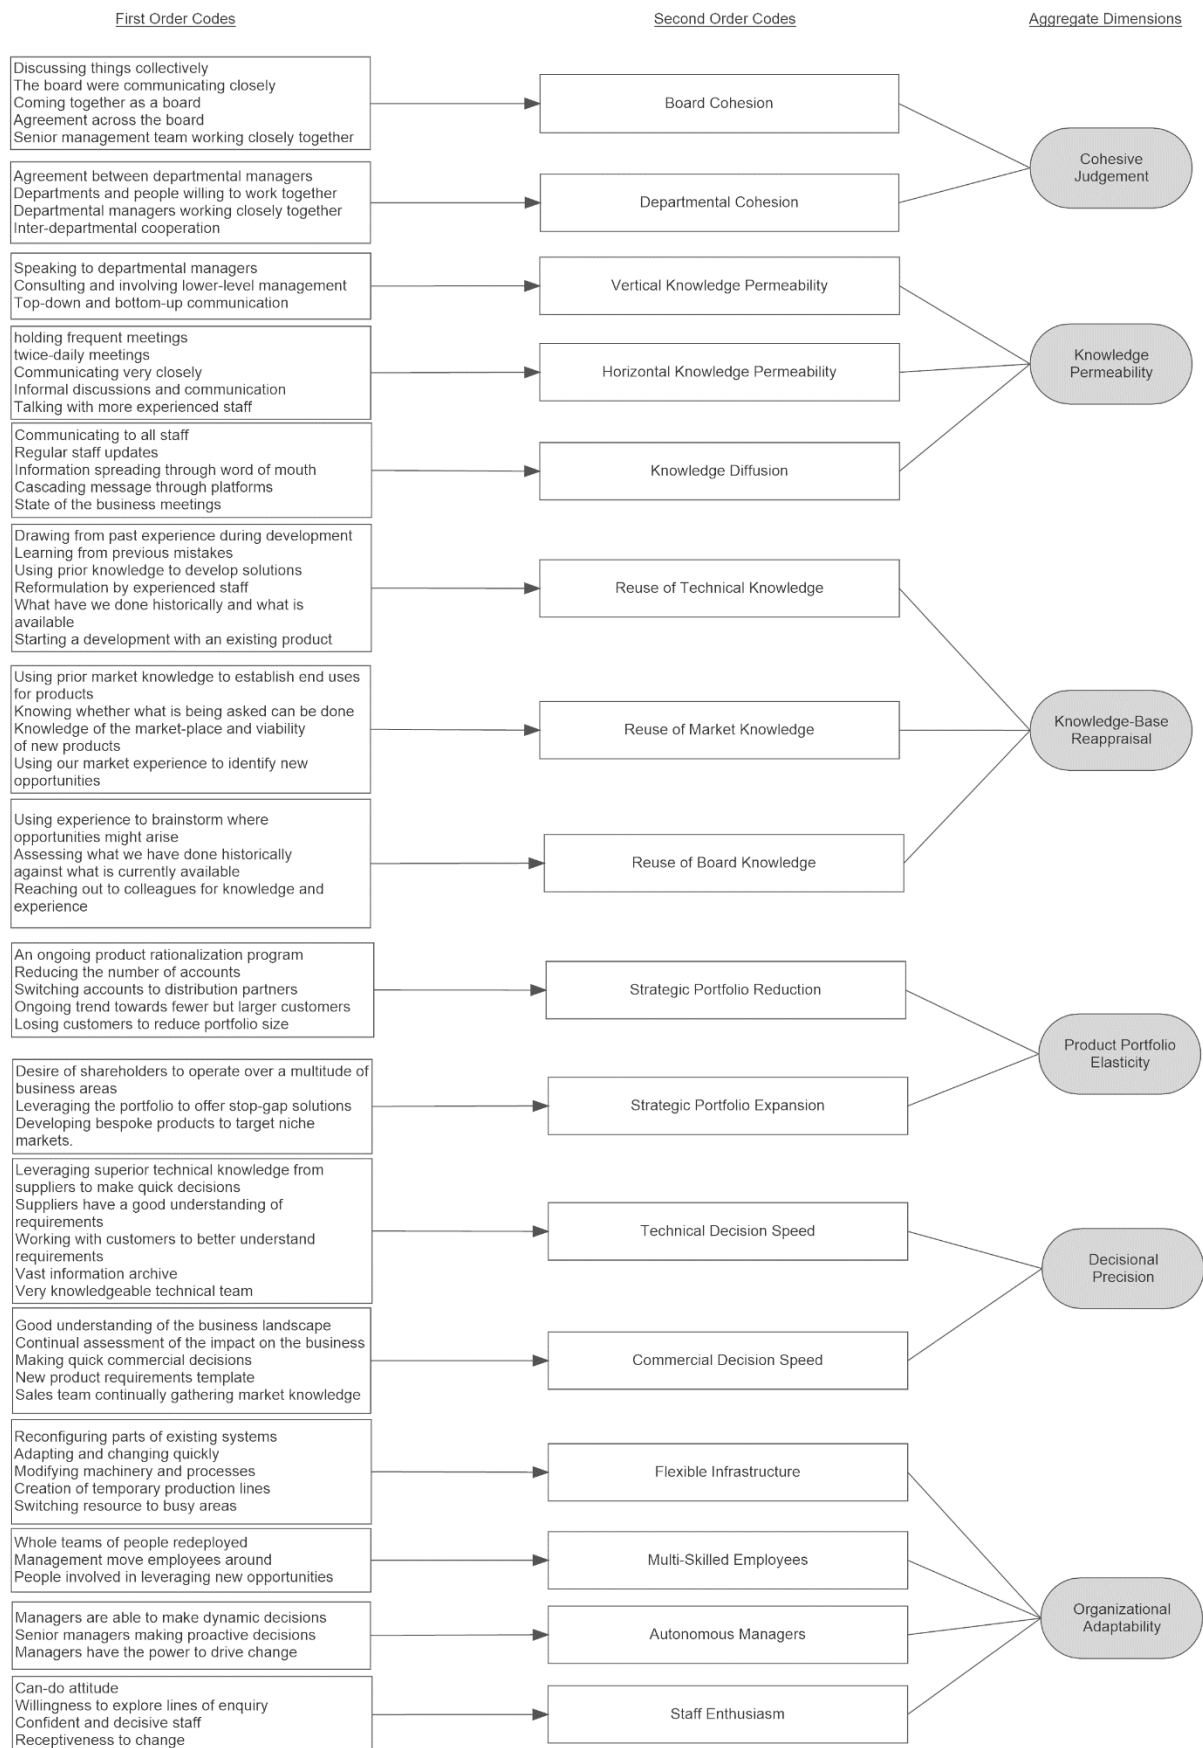 First Order Codes
Second Order Codes
Aggregate Dimensions
Discussing things collectively
The board were communicating closely
Coming together as a board
Agreement across the board
Senior management team working closely together
Board Cohesion
Agreement between departmental managers
Departments and people willing to work together
Departmental managers working closely together
Inter-departmental cooperation
Departmental Cohesion
Cohesive
Judgement
Speaking to departmental managers
Consulting and involving lower-level management
Top-down and bottom-up communication
Vertical Knowledge Permeability
holding frequent meetings
twice-daily meetings
Communicating very closely
Informal discussions and communication
Talking with more experienced staff
Horizontal Knowledge Permeability
Communicating to all staff
Regular staff updates
Information spreading through word of mouth
Cascading message through platforms
State of the business meetings
Knowledge Diffusion
Knowledge
Permeability
Drawing from past experience during development
Learning from previous mistakes
Using prior knowledge to develop solutions
Reformulation by experienced staff
What have we done historically and what is
available
Starting a development with an existing product
Reuse of Technical Knowledge
Using prior market knowledge to establish end uses
for products
Knowing whether what is being asked can be done
Knowledge of the market-place and viability
of new products
Using our market experience to identify new
opportunities
Reuse of Market Knowledge
Using experience to brainstorm where
opportunities might arise
Assessing what we have done historically
against what is currently available
Reaching out to colleagues for knowledge and
experience
Reuse of Board Knowledge
Knowledge-Base
Reappraisal
An ongoing product rationalization program
Reducing the number of accounts
Switching accounts to distribution partners
Ongoing trend towards fewer but larger customers
Losing customers to reduce portfolio size
Strategic Portfolio Reduction
Desire of shareholders to operate over a multitude of
business areas
Leveraging the portfolio to offer stop-gap solutions
Developing bespoke products to target niche
markets.
Strategic Portfolio Expansion
Product Portfolio
Elasticity
Leveraging superior technical knowledge from
suppliers to make quick decisions
Suppliers have a good understanding of
requirements
Working with customers to better understand
requirements
Vast information archive
Very knowledgeable technical team
Technical Decision Speed
Good understanding of the business landscape
Continual assessment of the impact on the business
Making quick commercial decisions
New product requirements template
Sales team continually gathering market knowledge
Commercial Decision Speed
Decisional
Precision
Reconfiguring parts of existing systems
Adapting and changing quickly
Modifying machinery and processes
Creation of temporary production lines
Switching resource to busy areas
Flexible Infrastructure
Whole teams of people redeployed
Management move employees around
People involved in leveraging new opportunities
Multi-Skilled Employees
Managers are able to make dynamic decisions
Senior managers making proactive decisions
Managers have the power to drive change
Autonomous Managers
Can-do attitude
Willingness to explore lines of enquiry
Confident and decisive staff
Receptiveness to change
Staff Enthusiasm
Organizational
Adaptability